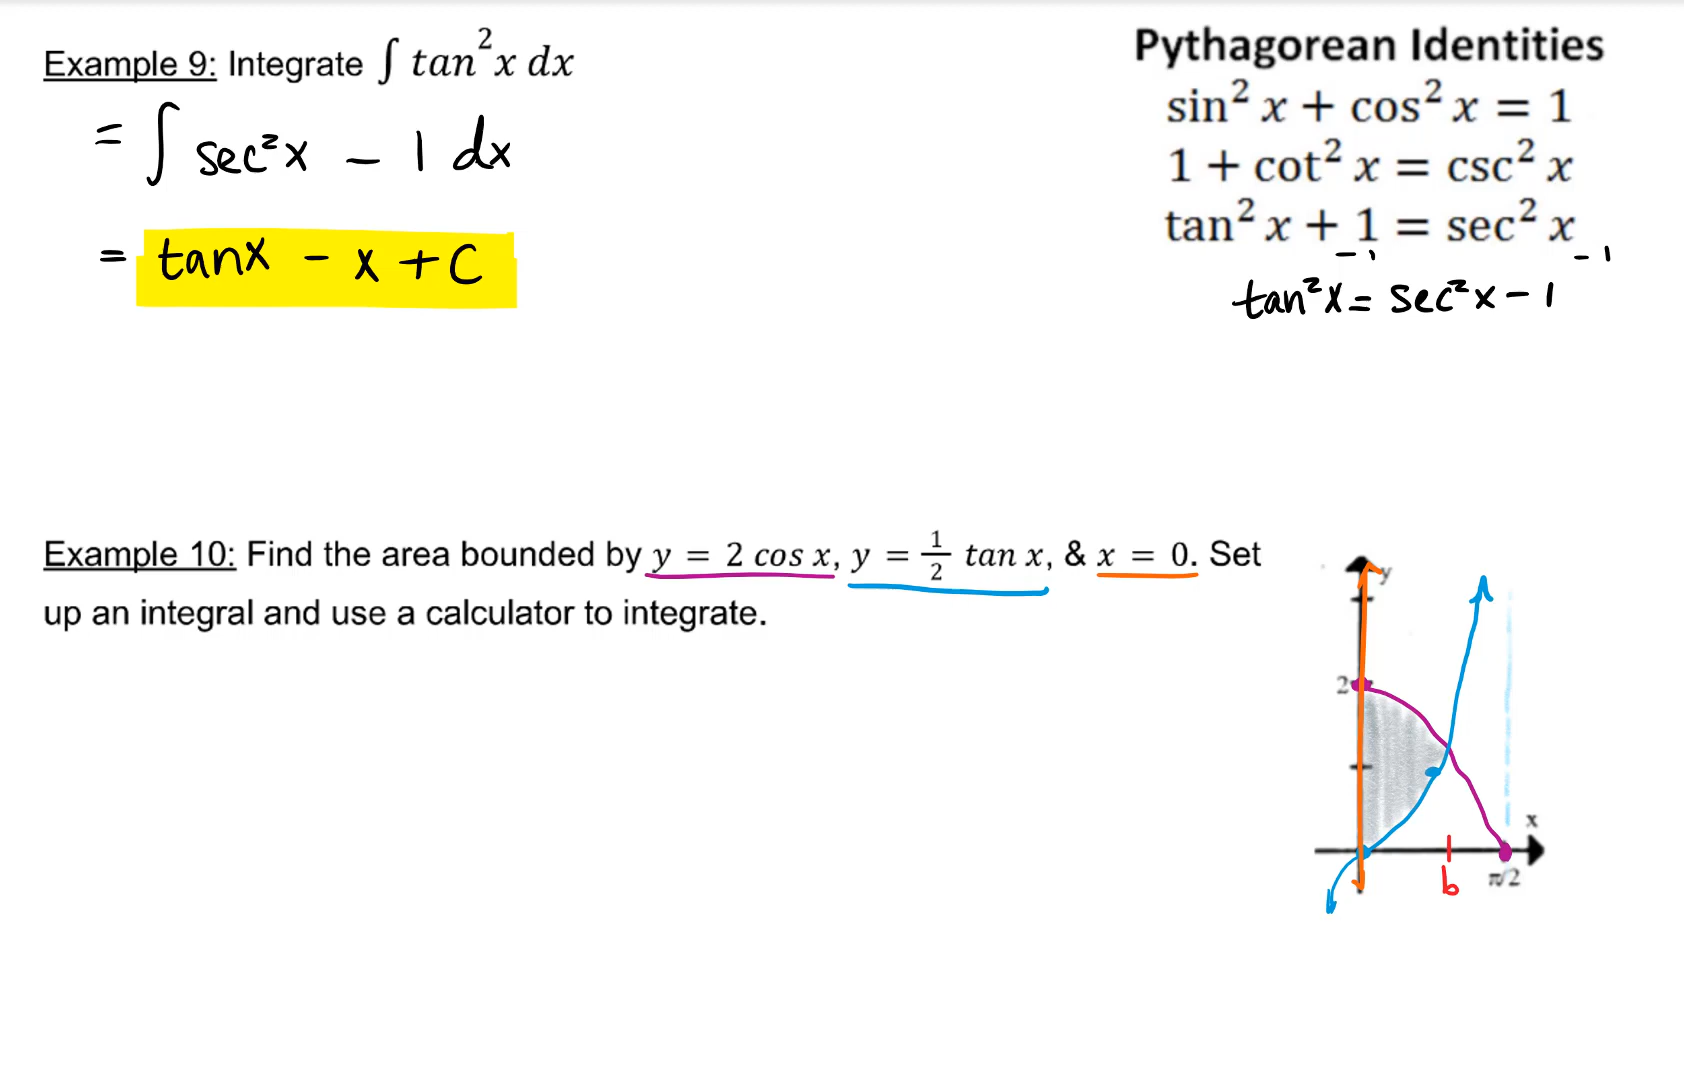 Example 9: Integrate ∫ tan²x dx
= ∫ sec²x − 1 dx
= tanx − x + C
Pythagorean Identities
sin² x + cos² x = 1
1 + cot² x = csc² x
tan² x + 1 = sec² x
−1 −1
tan²x = sec²x − 1
Example 10: Find the area bounded by y = 2 cos x, y = 1/2 tan x, & x = 0. Set
up an integral and use a calculator to integrate.
y
2
x
b π/2